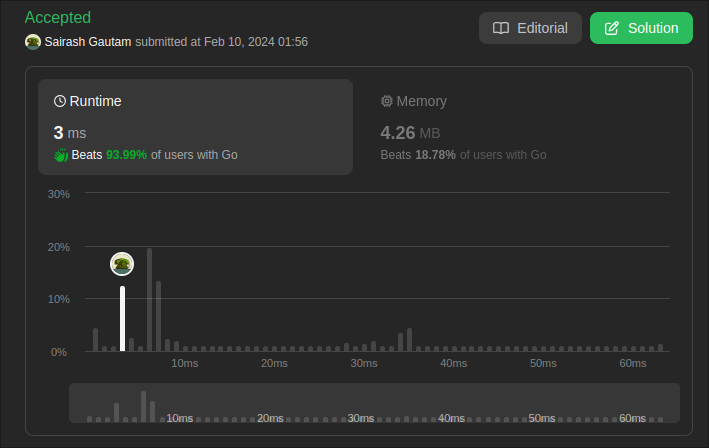 Accepted
Sairash Gautam submitted at Feb 10, 2024 01:56
Editorial
Solution
Runtime
3 ms
Beats 93.99% of users with Go
Memory
4.26 MB
Beats 18.78% of users with Go
30%
20%
10%
0%
10ms 20ms 30ms 40ms 50ms 60ms
10ms 20ms 30ms 40ms 50ms 60ms